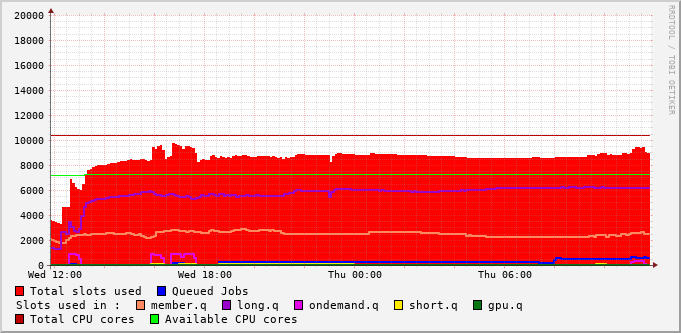 20000
18000
16000
14000
12000
10000
8000
6000
4000
2000
0
Wed 12:00 Wed 18:00 Thu 00:00 Thu 06:00
RRDTOOL / TOBI OETIKER
Total slots used Queued Jobs
Slots used in : member.q long.q ondemand.q short.q gpu.q
Total CPU cores Available CPU cores